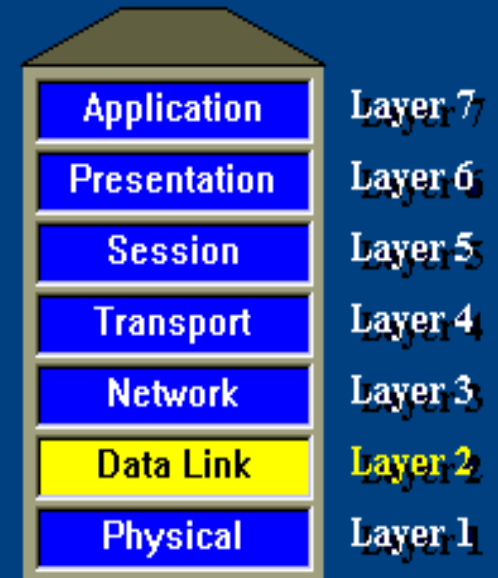 Application Layer 7
Presentation Layer 6
Session Layer 5
Transport Layer 4
Network Layer 3
Data Link Layer 2
Physical Layer 1